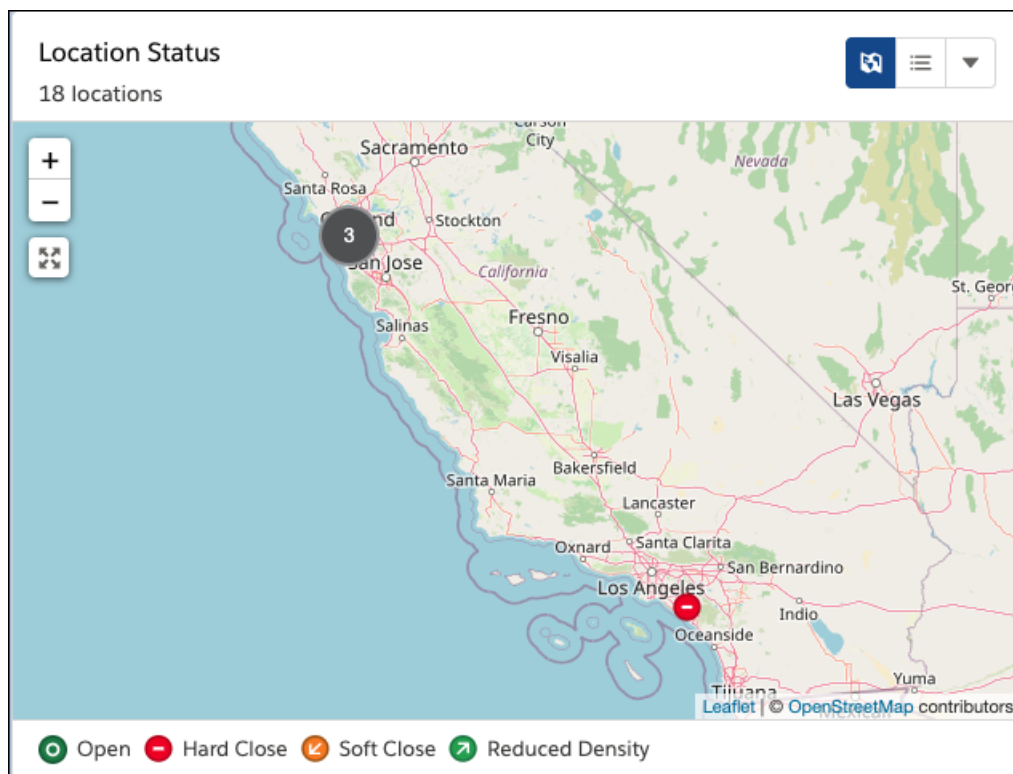 Location Status
18 locations
+
−
Carson
City
Sacramento
Nevada
Santa Rosa
Stockton
3
San Jose
California
St. Georg
Fresno
Salinas
Visalia
Las Vegas
Bakersfield
Santa Maria
Lancaster
Oxnard
Santa Clarita
San Bernardino
Los Angeles
Indio
Oceanside
Yuma
Tijuana
Leaflet | © OpenStreetMap contributors
Mexicali
Open
Hard Close
Soft Close
Reduced Density